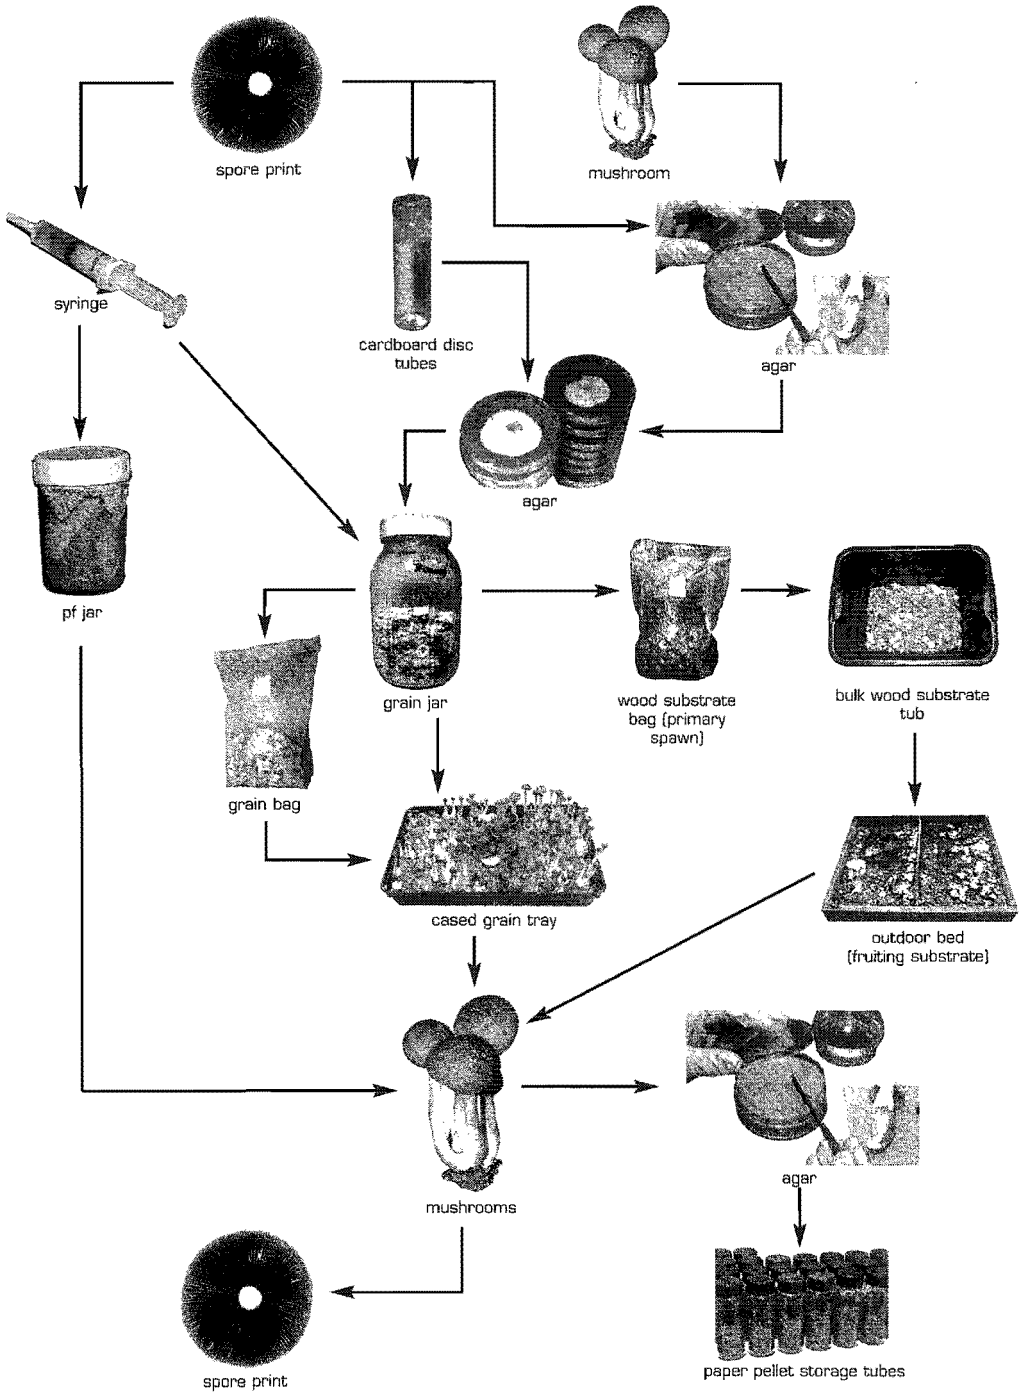 spore print
mushroom
syringe
cardboard disc
tubes
agar
agar
pf jar
grain jar
wood substrate
bag (primary
spawn)
bulk wood substrate
tub
grain bag
cased grain tray
outdoor bed
(fruiting substrate)
agar
mushrooms
paper pellet storage tubes
spore print